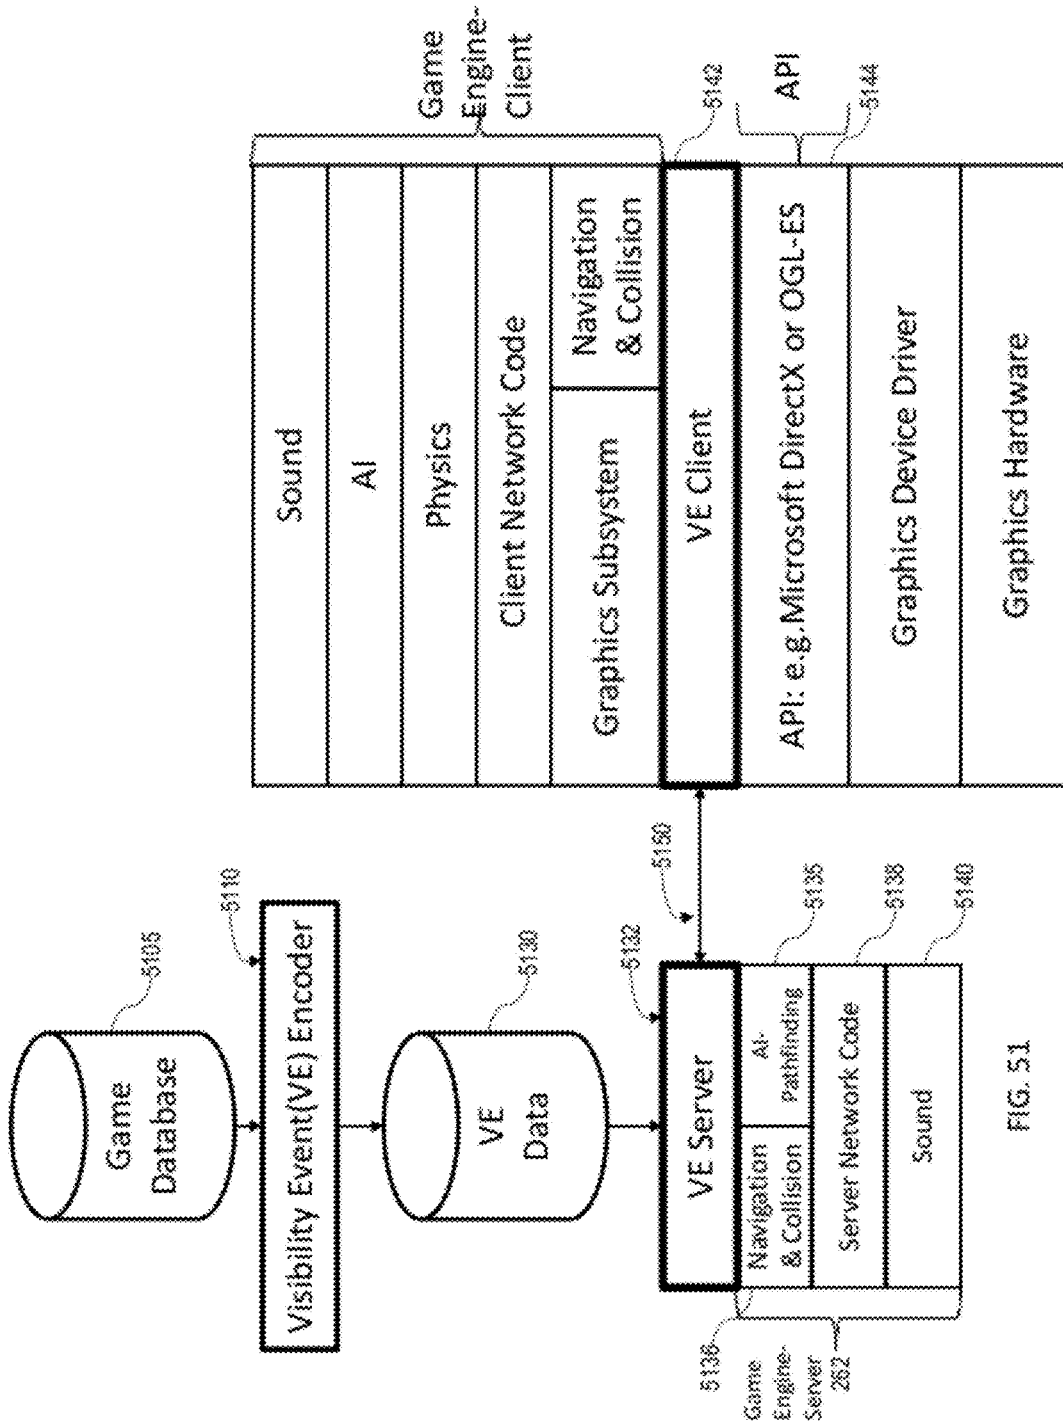 Game
Database
5105
5110
Visibility Event(VE) Encoder
VE
Data
5130
5132
VE Server
5136
Navigation
& Collision
AI-
Pathfinding
5135
Server Network Code
5138
Sound
5140
Game
Engine-
Server
262
5150
Sound
AI
Physics
Client Network Code
Graphics Subsystem
Navigation
& Collision
Game
Engine-
Client
VE Client
5142
API: e.g.Microsoft DirectX or OGL-ES
API
5144
Graphics Device Driver
Graphics Hardware
FIG. 51